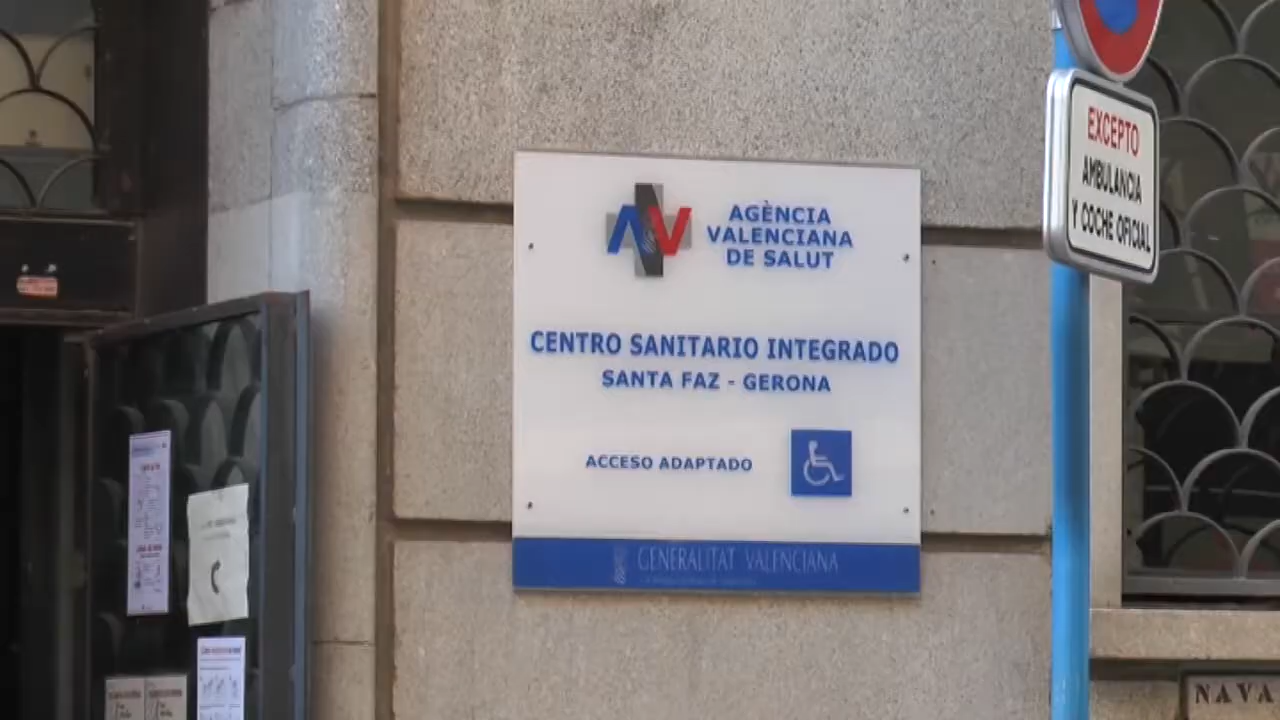 AV
AGÈNCIA
VALENCIANA
DE SALUT
CENTRO SANITARIO INTEGRADO
SANTA FAZ - GERONA
ACCESO ADAPTADO
GENERALITAT VALENCIANA
EXCEPTO
AMBULANCIA
Y COCHE OFICIAL
NAVA